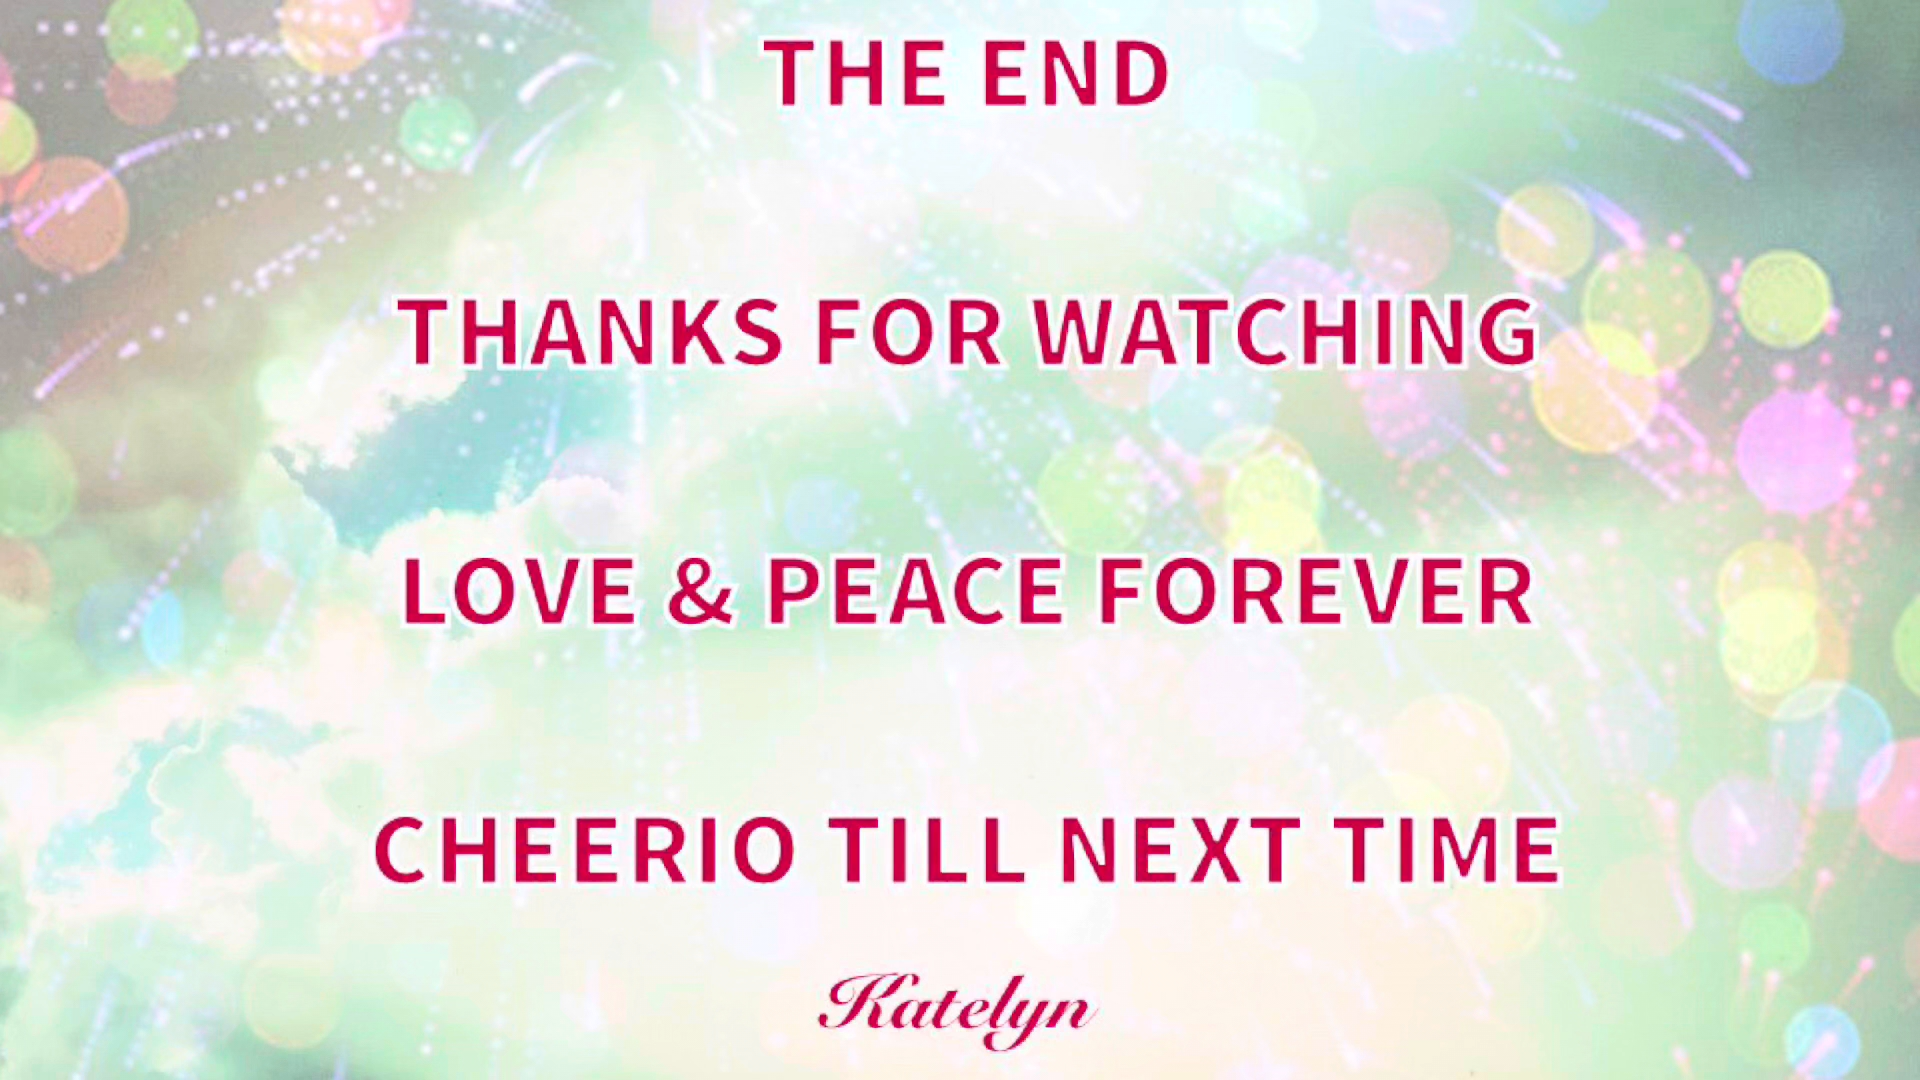 THE END
THANKS FOR WATCHING
LOVE & PEACE FOREVER
CHEERIO TILL NEXT TIME
Katelyn